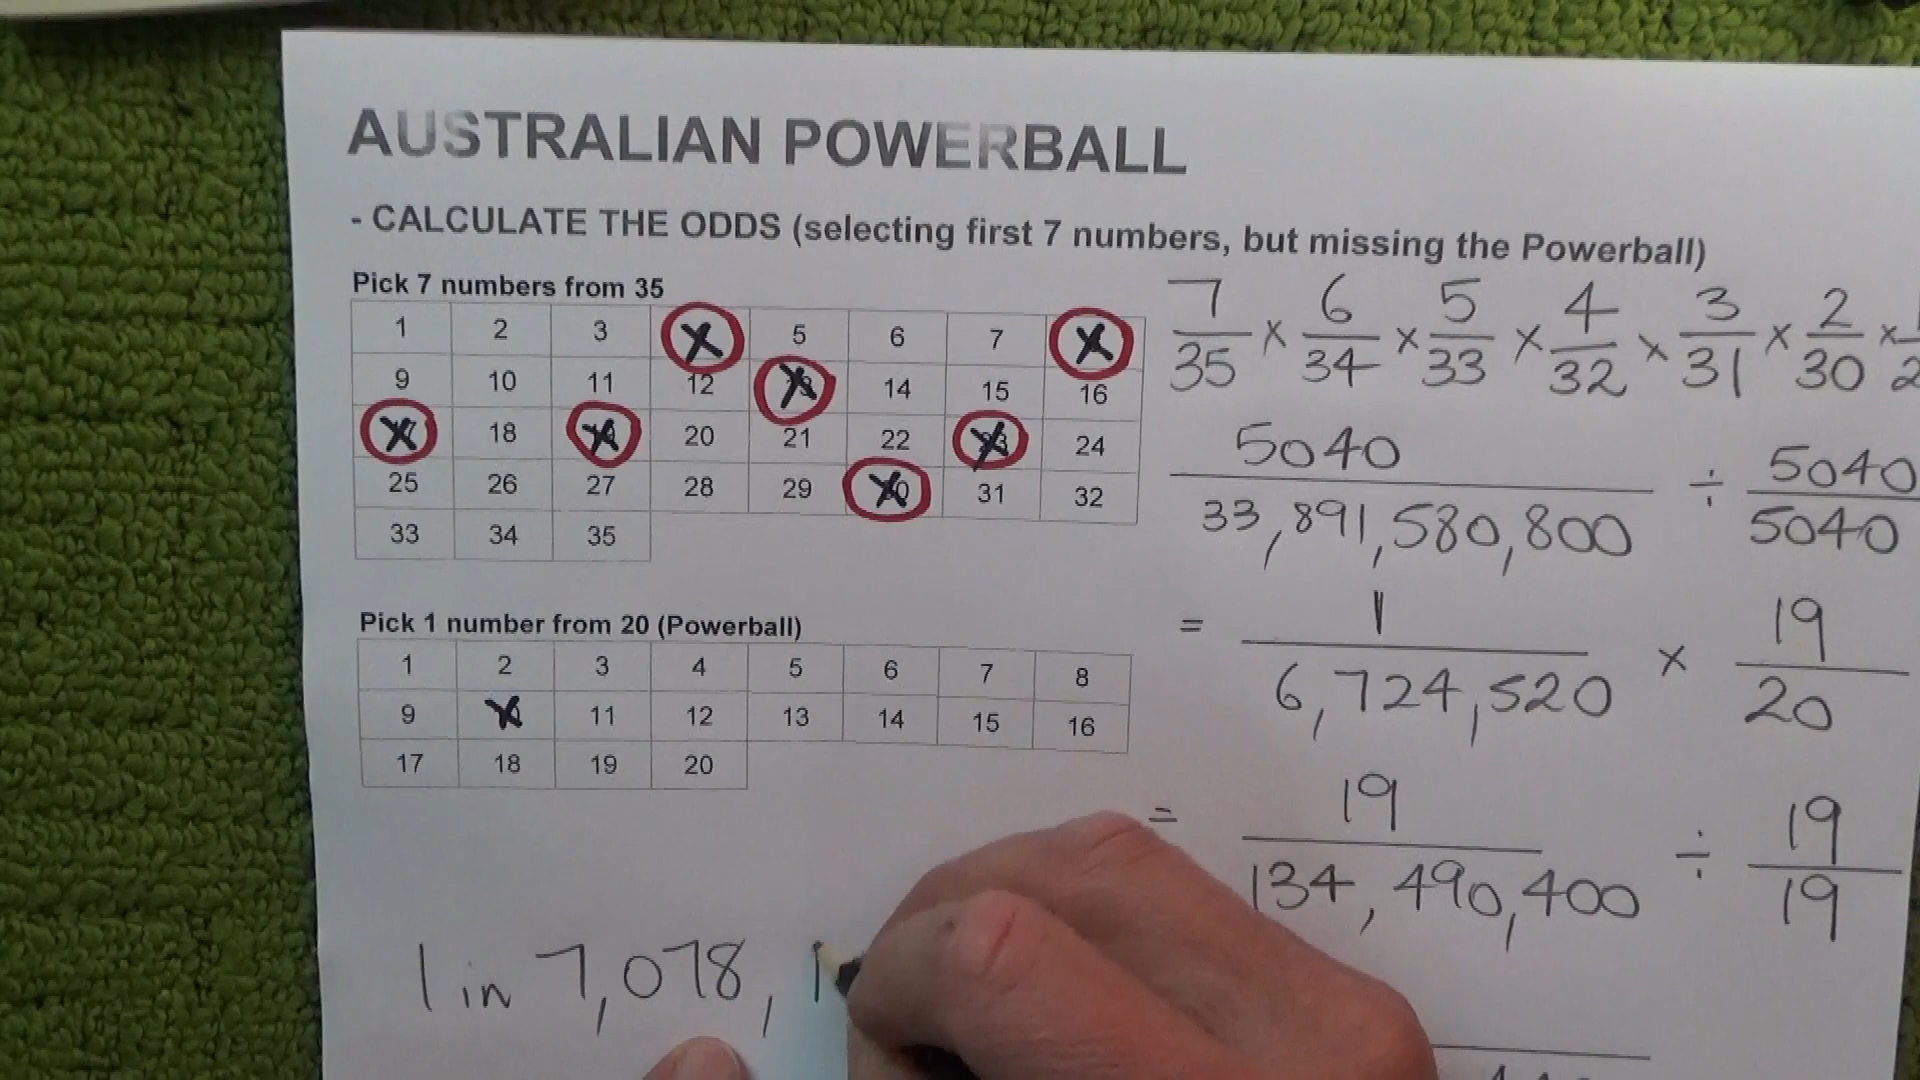 AUSTRALIAN POWERBALL
- CALCULATE THE ODDS (selecting first 7 numbers, but missing the Powerball)
Pick 7 numbers from 35
1 2 3 X 5 6 7 X
9 10 11 12 X 14 15 16
X 18 X 20 21 22 X 24
25 26 27 28 29 X 31 32
33 34 35
Pick 1 number from 20 (Powerball)
1 2 3 4 5 6 7 8
9 X 11 12 13 14 15 16
17 18 19 20
1 in 7,078,1
7/35 × 6/34 × 5/33 × 4/32 × 3/31 × 2/30 ×
5040/33,891,580,800 ÷ 5040/5040
= 1/6,724,520 × 19/20
= 19/134,490,400 ÷ 19/19